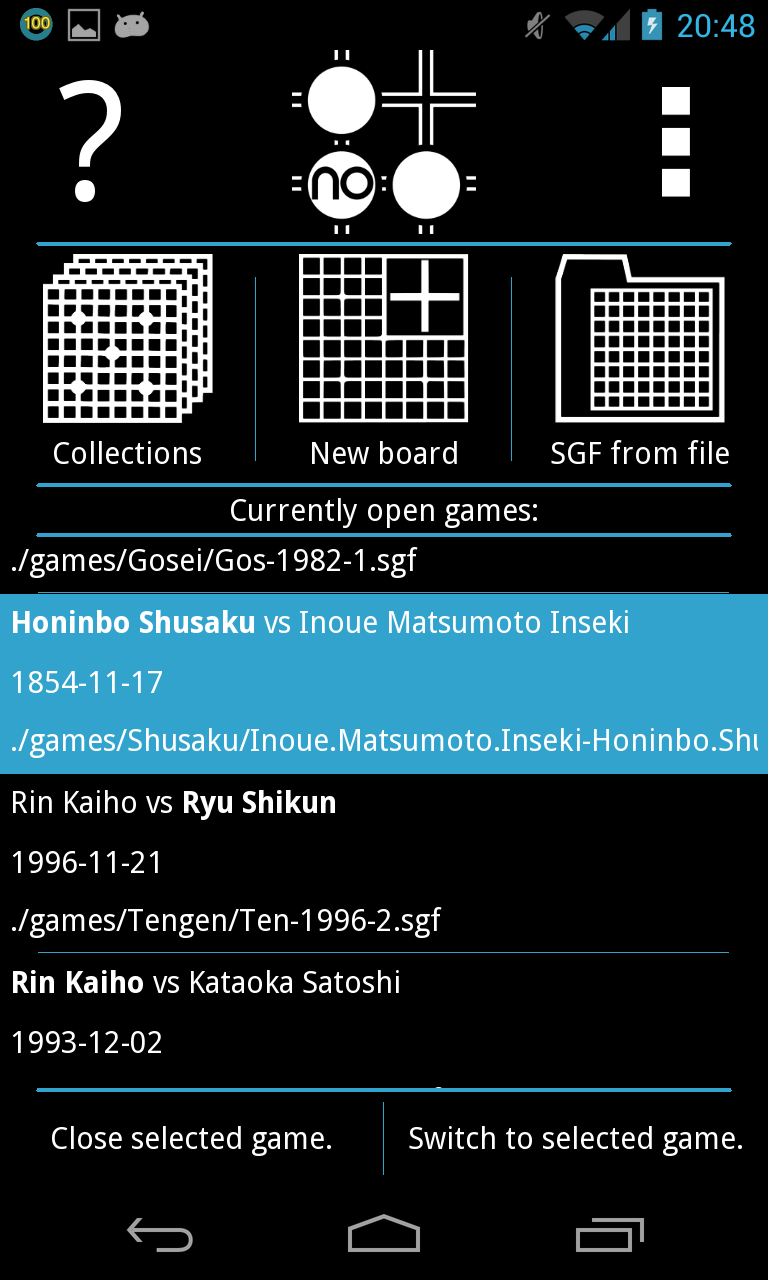 100
20:48
?
no
Collections
New board
SGF from file
Currently open games:
./games/Gosei/Gos-1982-1.sgf
Honinbo Shusaku vs Inoue Matsumoto Inseki
1854-11-17
./games/Shusaku/Inoue.Matsumoto.Inseki-Honinbo.Shu
Rin Kaiho vs Ryu Shikun
1996-11-21
./games/Tengen/Ten-1996-2.sgf
Rin Kaiho vs Kataoka Satoshi
1993-12-02
Close selected game.
Switch to selected game.